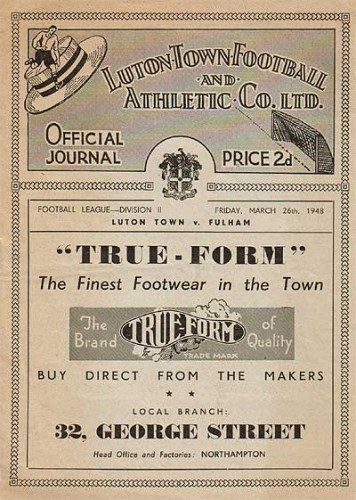 LUTON·TOWN·FOOTBALL
·AND·
ATHLETIC·CO. LTD.
OFFICIAL
JOURNAL
PRICE 2d.
FOOTBALL LEAGUE—DIVISION II
FRIDAY, MARCH 26th, 1948
LUTON TOWN v. FULHAM
"TRUE-FORM"
The Finest Footwear in the Town
The
Brand
TRUEFORM
of
Quality
TRADE MARK
BUY DIRECT FROM THE MAKERS
★ ★
LOCAL BRANCH:
32, GEORGE STREET
Head Office and Factories: NORTHAMPTON